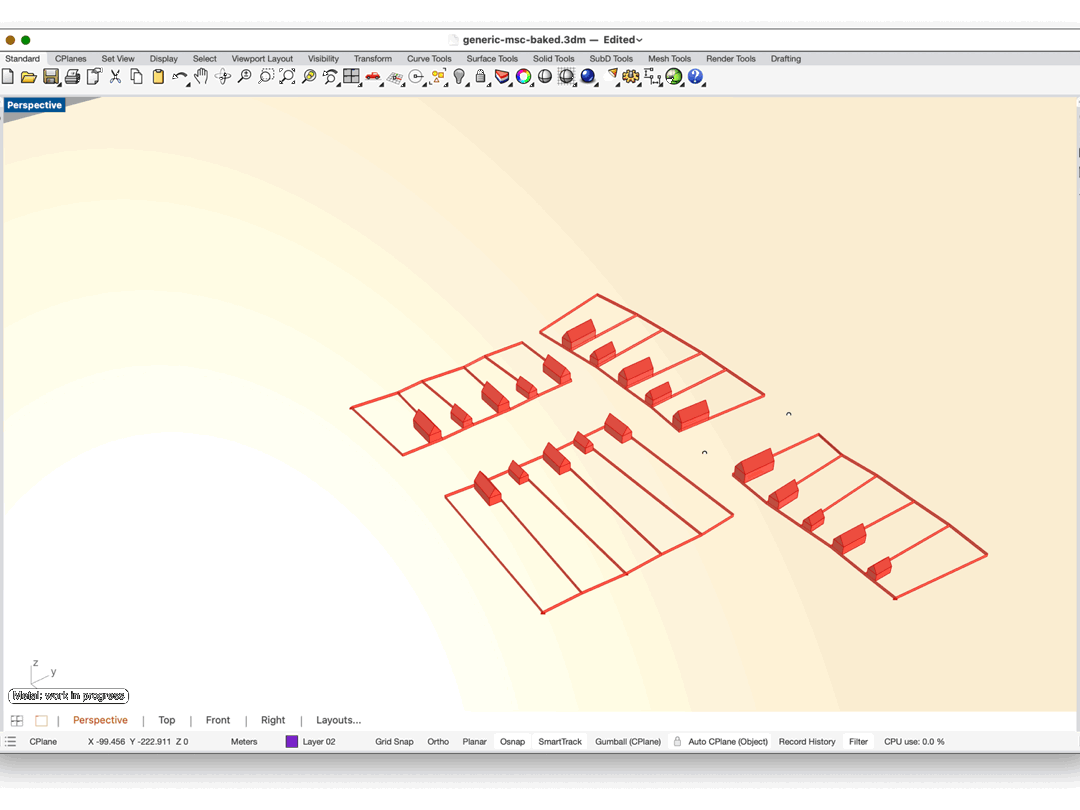 generic-msc-baked.3dm — Edited
Standard CPlanes Set View Display Select Viewport Layout Visibility Transform Curve Tools Surface Tools Solid Tools SubD Tools Mesh Tools Render Tools Drafting
Perspective
z
y
Metal: work in progress
Perspective | Top | Front | Right | Layouts...
CPlane X -99.456 Y -222.911 Z 0 Meters Layer 02 Grid Snap Ortho Planar Osnap SmartTrack Gumball (CPlane) Auto CPlane (Object) Record History Filter CPU use: 0.0 %